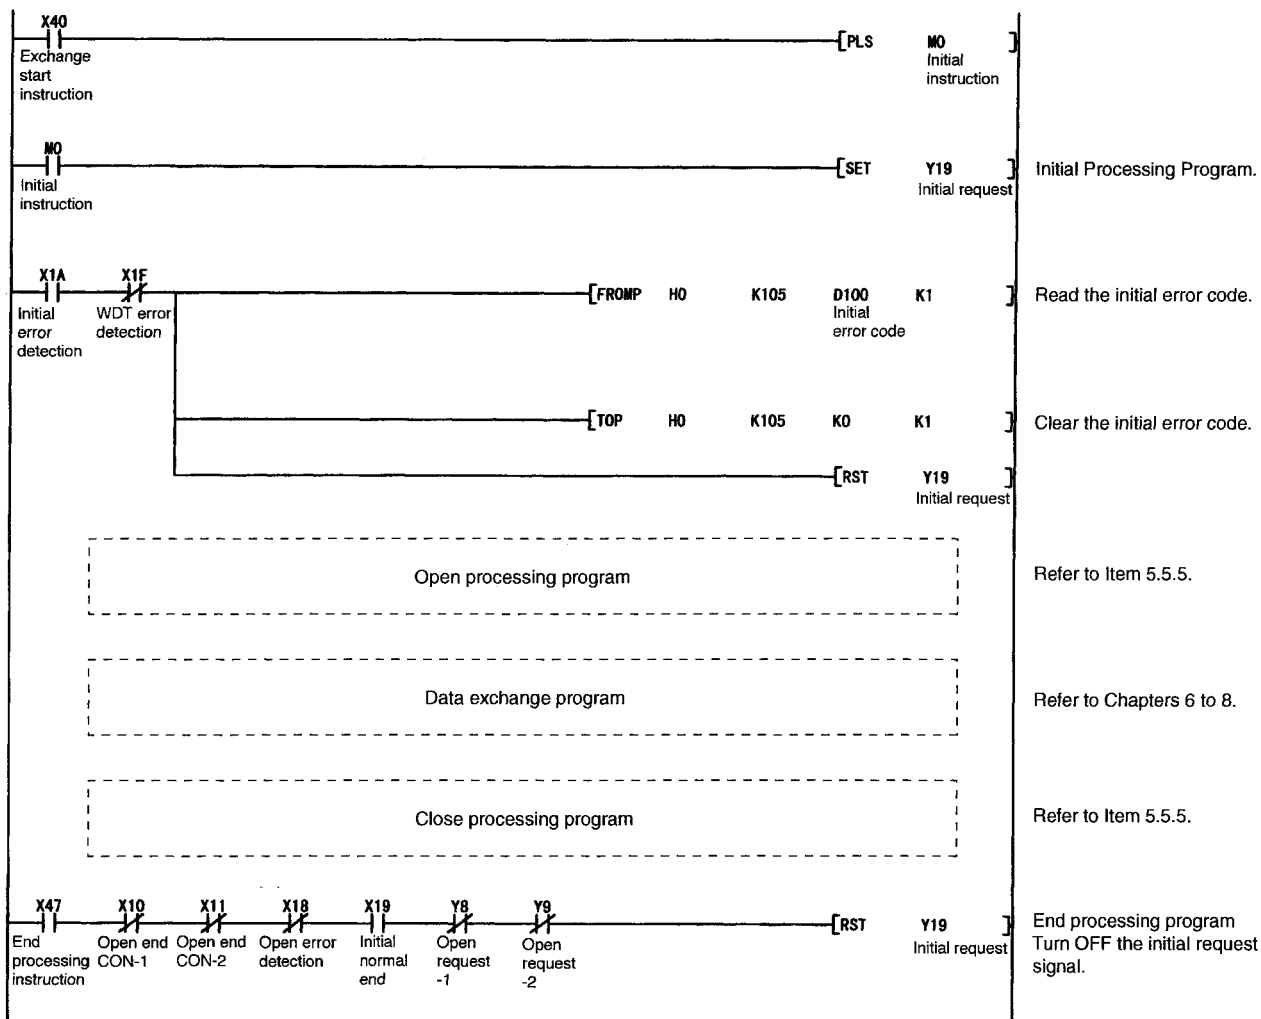 X40
[PLS M0 ]
Exchange
start
instruction
Initial
instruction
M0
[SET Y19 ]
Initial Processing Program.
Initial
instruction
Initial request
X1A X1F
[FROMP H0 K105 D100 K1 ]
Read the initial error code.
Initial
error
detection
WDT error
detection
Initial
error code
[TOP H0 K105 K0 K1 ]
Clear the initial error code.
[RST Y19 ]
Initial request
Open processing program
Refer to Item 5.5.5.
Data exchange program
Refer to Chapters 6 to 8.
Close processing program
Refer to Item 5.5.5.
X47 X10 X11 X18 X19 Y8 Y9
[RST Y19 ]
Initial request
End
processing
instruction
Open end
CON-1
Open end
CON-2
Open error
detection
Initial
normal
end
Open
request
-1
Open
request
-2
End processing program
Turn OFF the initial request
signal.